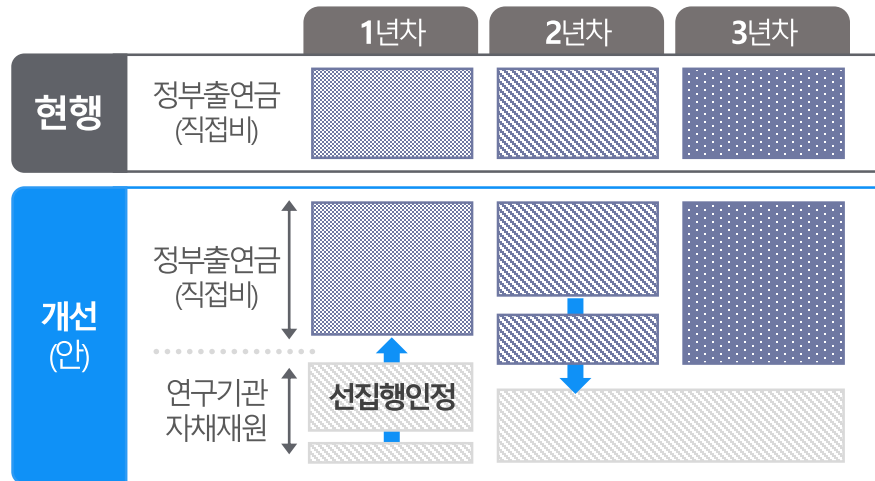 1년차 2년차 3년차
현행
정부출연금
(직접비)
개선
(안)
정부출연금
(직접비)
연구기관
자채재원
선집행인정